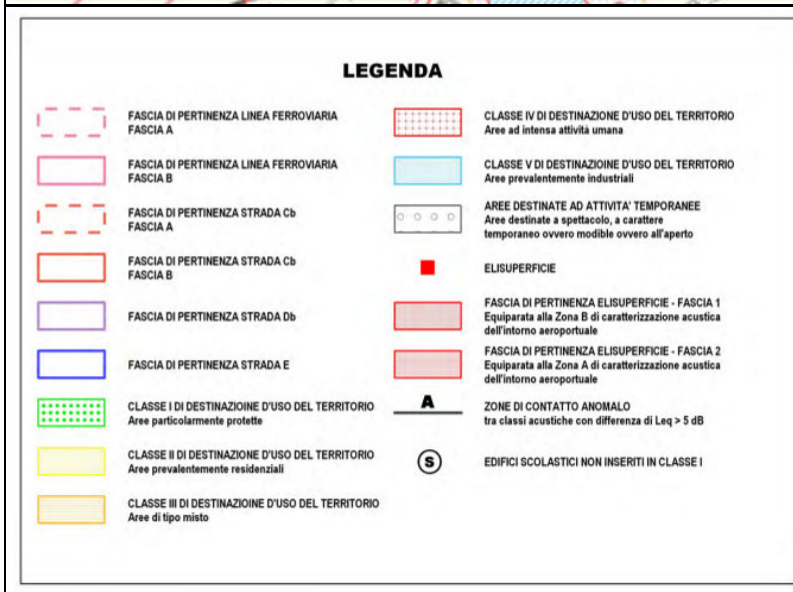 LEGENDA
FASCIA DI PERTINENZA LINEA FERROVIARIA
FASCIA A
FASCIA DI PERTINENZA LINEA FERROVIARIA
FASCIA B
FASCIA DI PERTINENZA STRADA Cb
FASCIA A
FASCIA DI PERTINENZA STRADA Cb
FASCIA B
FASCIA DI PERTINENZA STRADA Db
FASCIA DI PERTINENZA STRADA E
CLASSE I DI DESTINAZIOINE D'USO DEL TERRITORIO
Aree particolarmente protette
CLASSE II DI DESTINAZIOINE D'USO DEL TERRITORIO
Aree prevalentemente residenziali
CLASSE III DI DESTINAZIOINE D'USO DEL TERRITORIO
Aree di tipo misto
CLASSE IV DI DESTINAZIOINE D'USO DEL TERRITORIO
Aree ad intensa attività umana
CLASSE V DI DESTINAZIOINE D'USO DEL TERRITORIO
Aree prevalentemente industriali
AREE DESTINATE AD ATTIVITA' TEMPORANEE
Aree destinate a spettacolo, a carattere
temporaneo ovvero modible ovvero all'aperto
ELISUPERFICIE
FASCIA DI PERTINENZA ELISUPERFICIE - FASCIA 1
Equiparata alla Zona B di caratterizzazione acustica
dell'intorno aeroportuale
FASCIA DI PERTINENZA ELISUPERFICIE - FASCIA 2
Equiparata alla Zona A di caratterizzazione acustica
dell'intorno aeroportuale
A
ZONE DI CONTATTO ANOMALO
tra classi acustiche con differenza di Leq > 5 dB
S
EDIFICI SCOLASTICI NON INSERITI IN CLASSE I